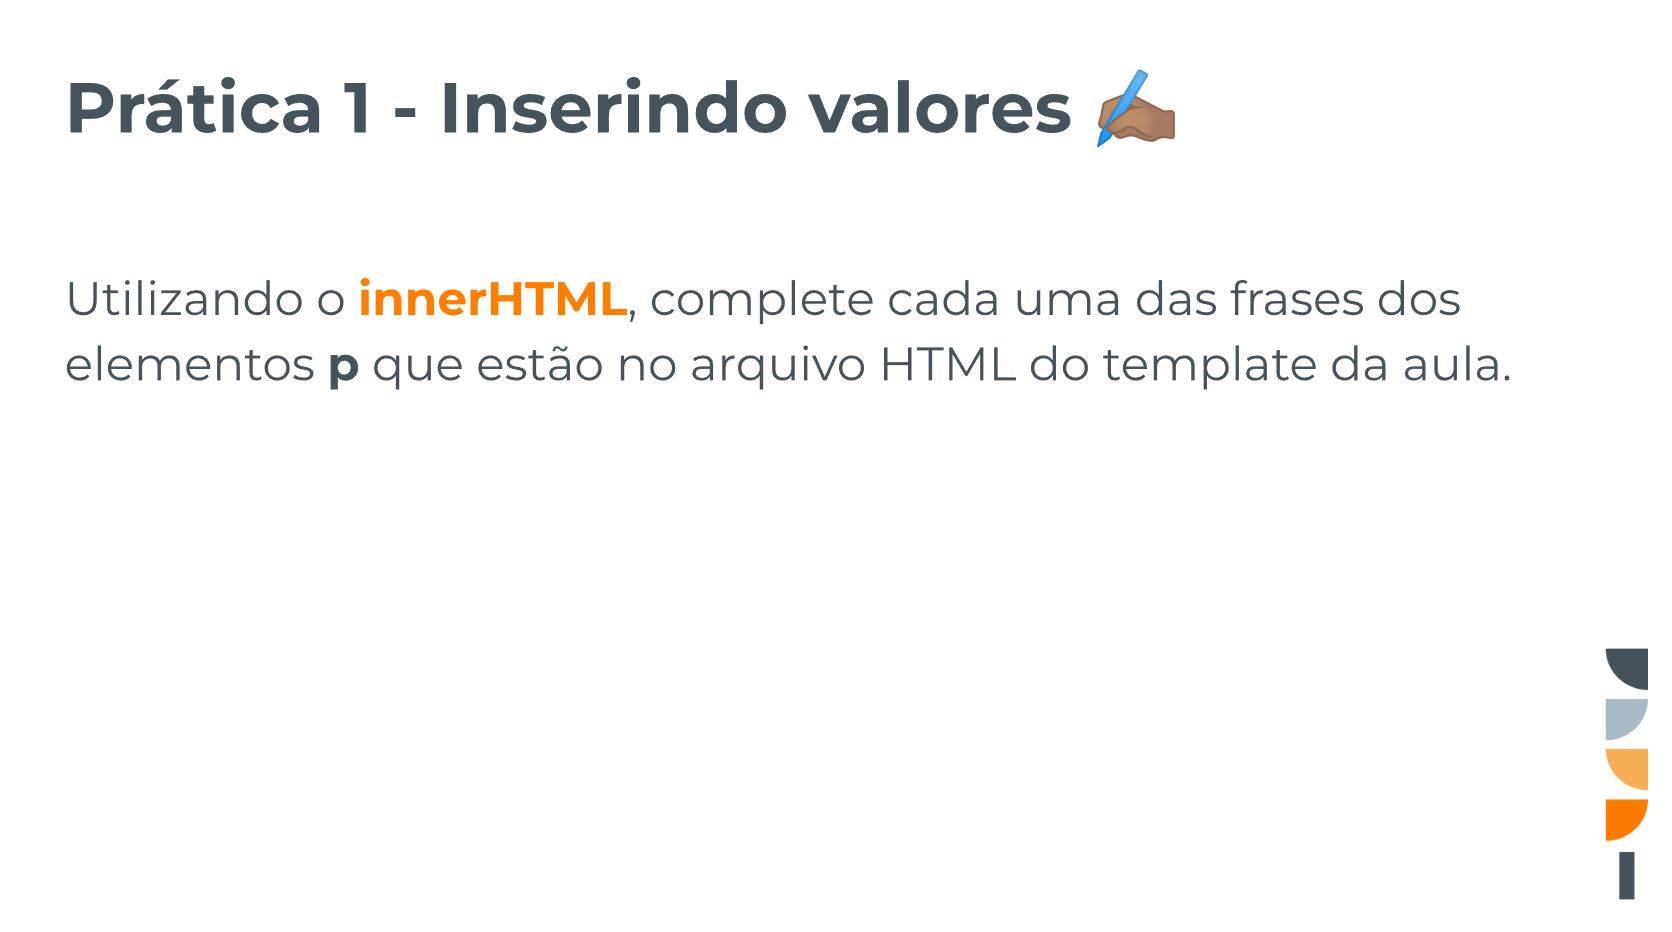 Prática 1 - Inserindo valores ✍🏽
Utilizando o innerHTML, complete cada uma das frases dos
elementos p que estão no arquivo HTML do template da aula.